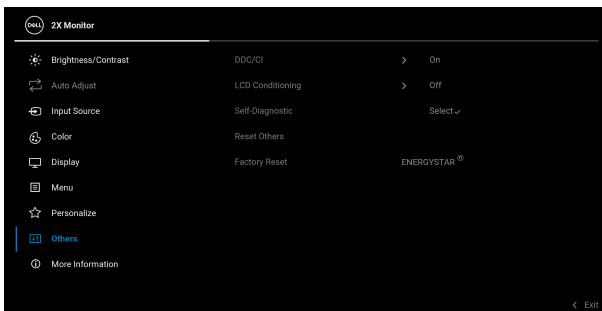 DELL 2X Monitor
Brightness/Contrast DDC/CI > On
Auto Adjust LCD Conditioning > Off
Input Source Self-Diagnostic Select ✓
Color Reset Others
Display Factory Reset ENERGYSTAR ®
Menu
Personalize
Others
More Information
< Exit